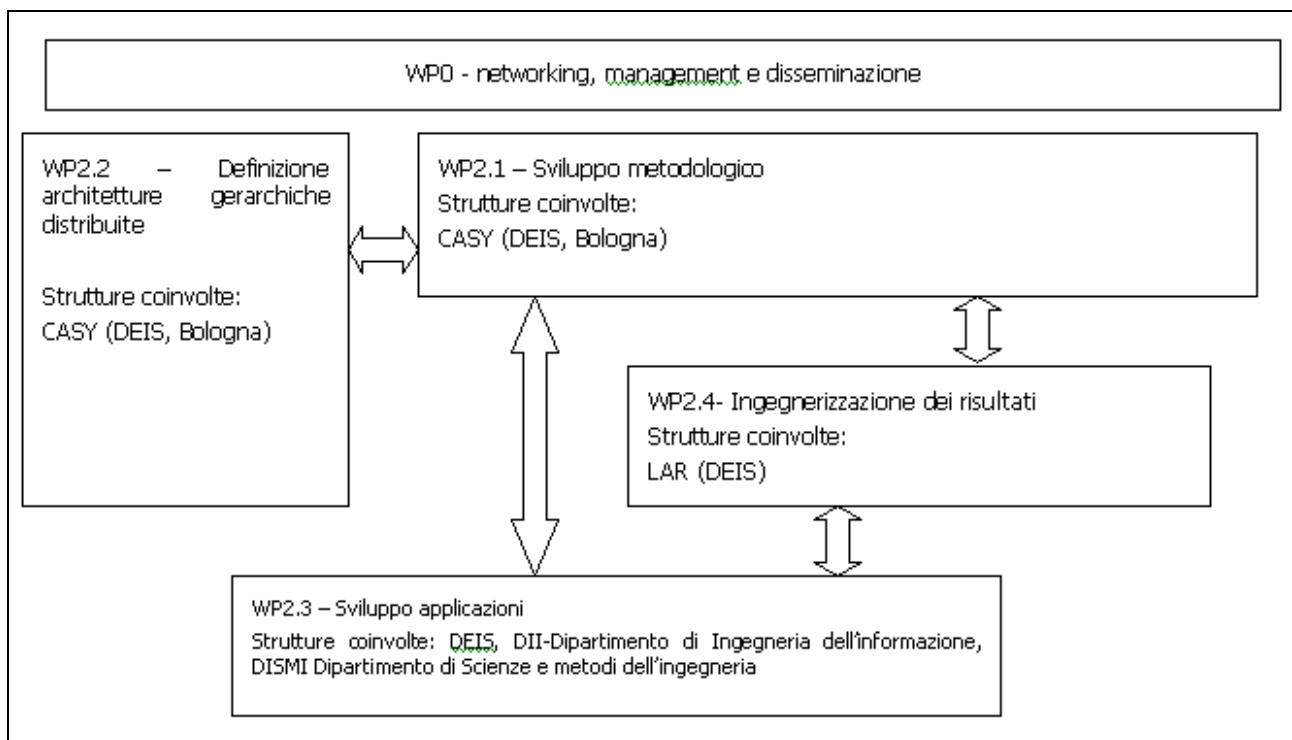 WP0 - networking, management e disseminazione
WP2.2 – Definizione
architetture gerarchiche
distribuite
Strutture coinvolte:
CASY (DEIS, Bologna)
WP2.1 – Sviluppo metodologico
Strutture coinvolte:
CASY (DEIS, Bologna)
WP2.4- Ingegnerizzazione dei risultati
Strutture coinvolte:
LAR (DEIS)
WP2.3 – Sviluppo applicazioni
Strutture coinvolte: DEIS, DII-Dipartimento di Ingegneria dell'informazione,
DISMI Dipartimento di Scienze e metodi dell'ingegneria